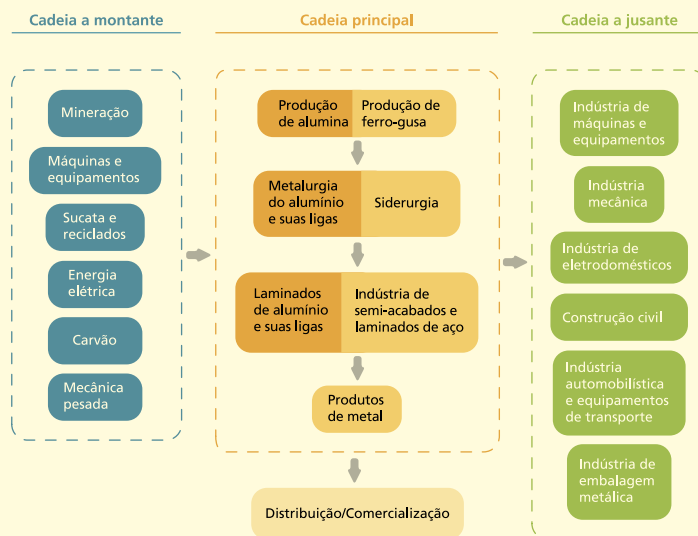 Cadeia a montante
Mineração
Máquinas e
equipamentos
Sucata e
reciclados
Energia
elétrica
Carvão
Mecânica
pesada
Cadeia principal
Produção
de alumina
Produção de
ferro-gusa
Metalurgia
do alumínio
e suas ligas
Siderurgia
Laminados
de alumínio
e suas ligas
Indústria de
semi-acabados e
laminados de aço
Produtos
de metal
Distribuição/Comercialização
Cadeia a jusante
Indústria de
máquinas e
equipamentos
Indústria
mecânica
Indústria de
eletrodomésticos
Construção civil
Indústria
automobilística
e equipamentos
de transporte
Indústria de
embalagem
metálica